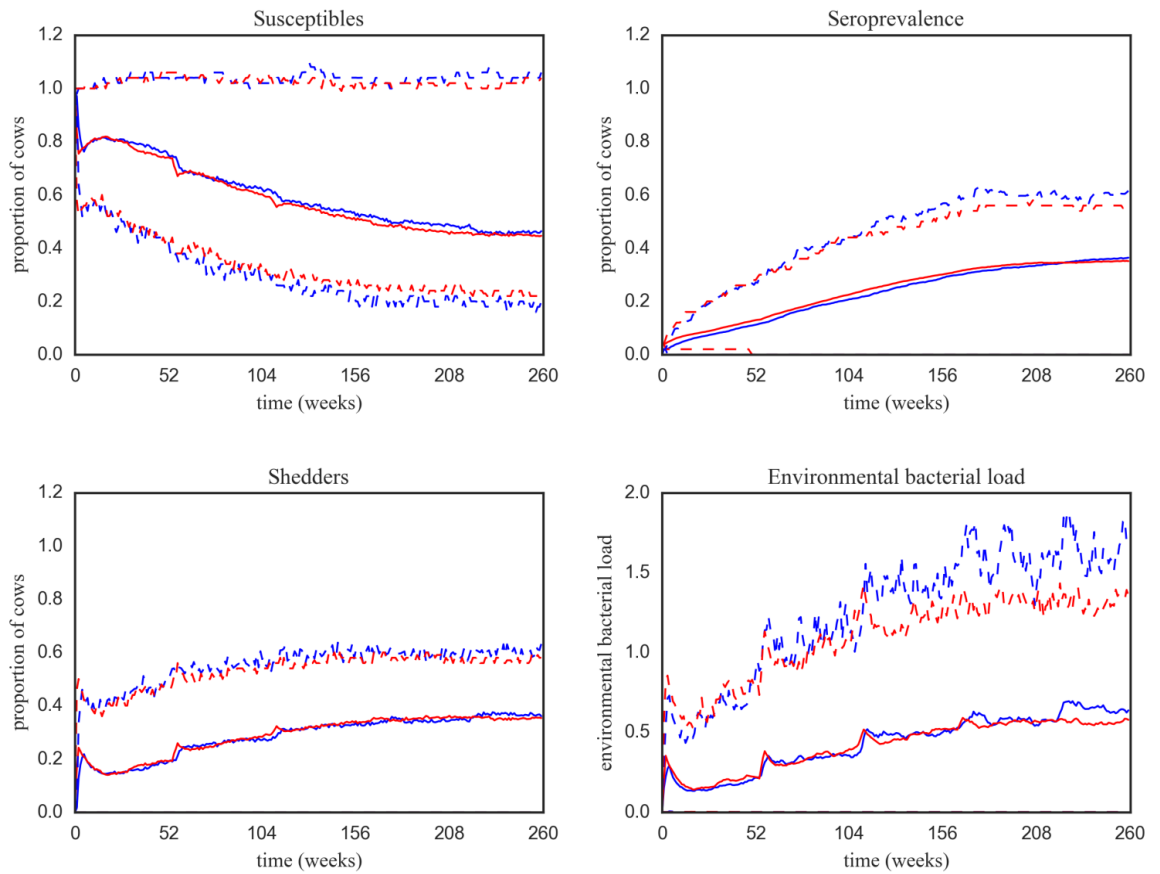 Susceptibles
1.2
1.0
0.8
0.6
0.4
0.2
0.0
proportion of cows
0 52 104 156 208 260
time (weeks)
Seroprevalence
1.2
1.0
0.8
0.6
0.4
0.2
0.0
proportion of cows
0 52 104 156 208 260
time (weeks)
Shedders
1.2
1.0
0.8
0.6
0.4
0.2
0.0
proportion of cows
0 52 104 156 208 260
time (weeks)
Environmental bacterial load
2.0
1.5
1.0
0.5
0.0
environmental bacterial load
0 52 104 156 208 260
time (weeks)